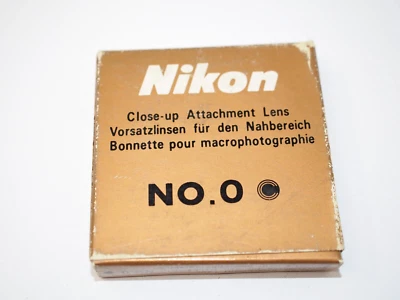 Nikon
Close-up Attachment Lens
Vorsatzlinsen für den Nahbereich
Bonnette pour macrophotographie
NO.0 C